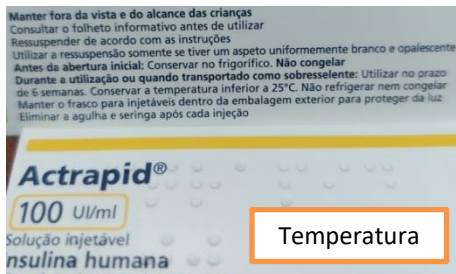 Manter fora da vista e do alcance das crianças
Consultar o folheto informativo antes de utilizar
Ressuspender de acordo com as instruções
Utilizar a ressuspensão somente se tiver um aspeto uniformemente branco e opalescente
Antes da abertura inicial: Conservar no frigorífico. Não congelar
Durante a utilização ou quando transportado como sobresselente: Utilizar no prazo
de 6 semanas. Conservar a temperatura inferior a 25°C. Não refrigerar nem congelar
Manter o frasco para injetáveis dentro da embalagem exterior para proteger da luz
Eliminar a agulha e seringa após cada injeção
Actrapid®
100 UI/ml
Solução injetável
nsulina humana
Temperatura